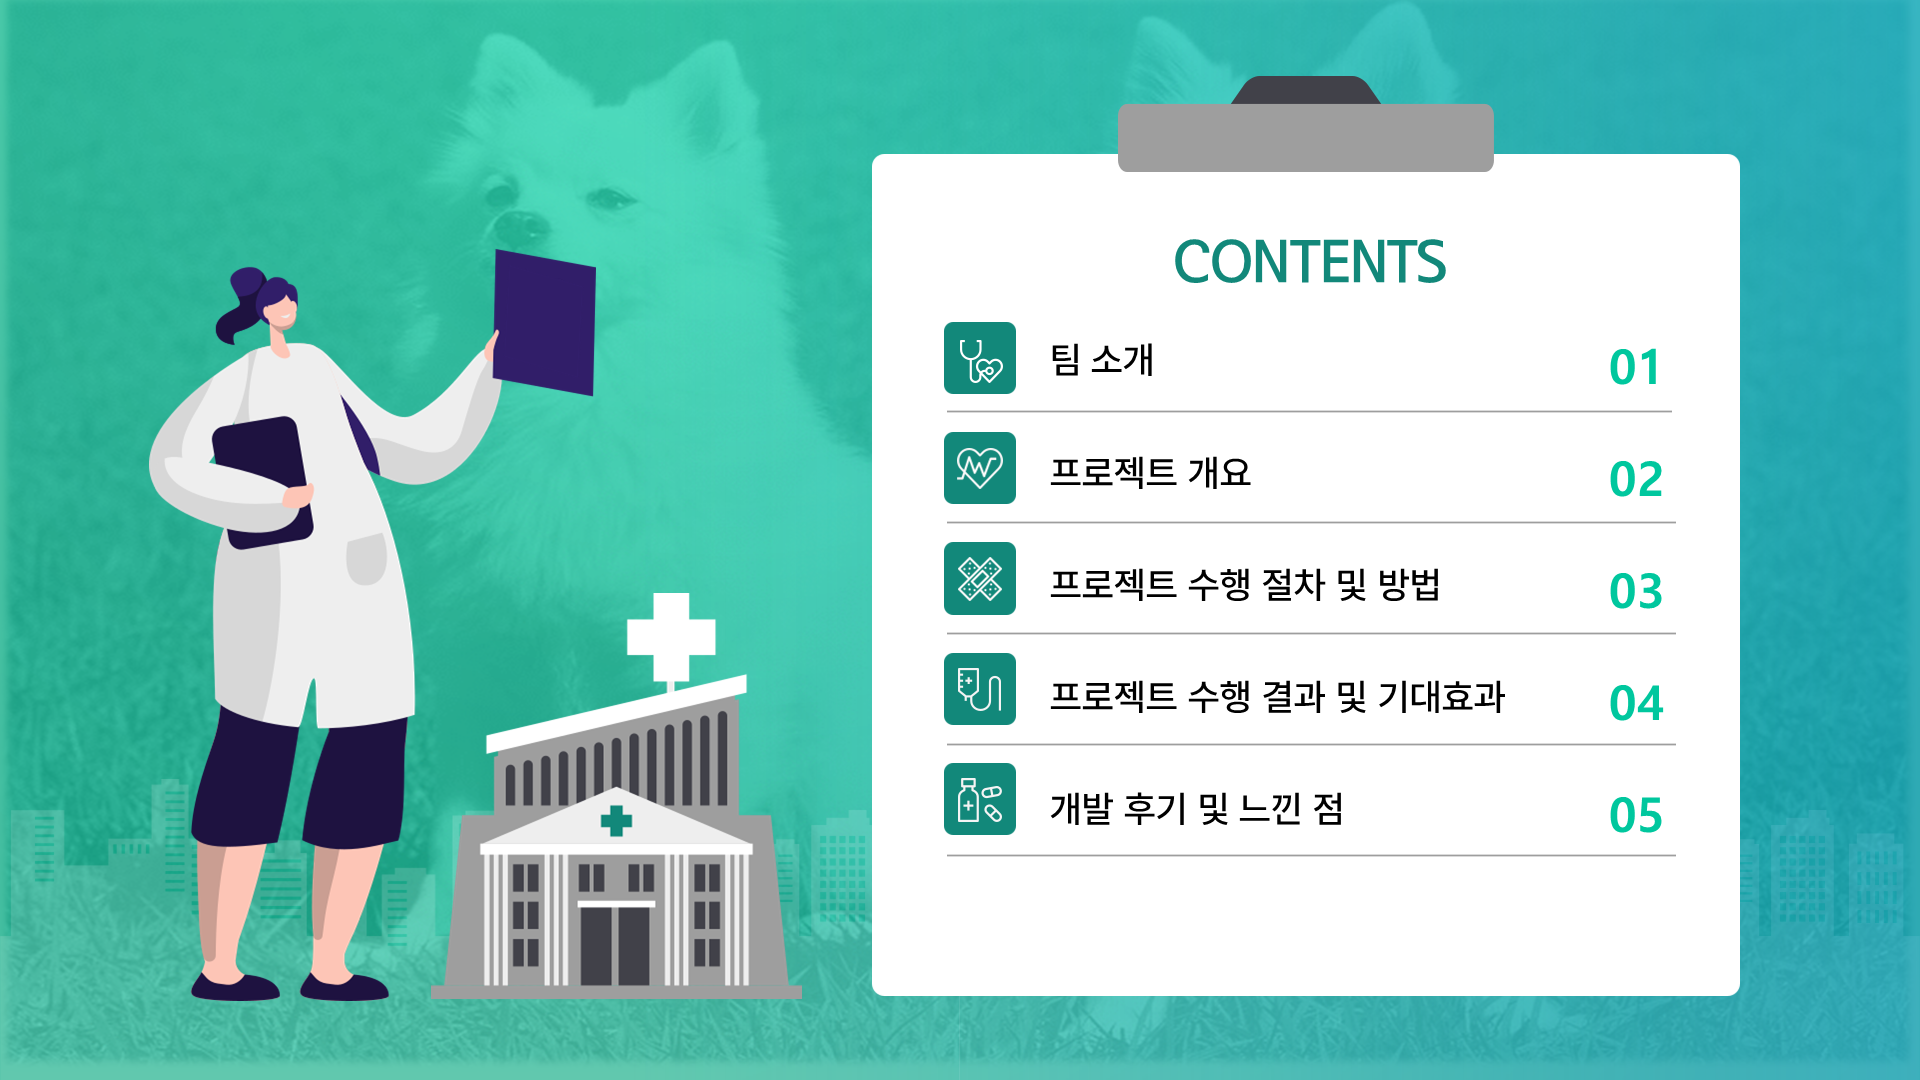 CONTENTS
팀 소개 01
프로젝트 개요 02
프로젝트 수행 절차 및 방법 03
프로젝트 수행 결과 및 기대효과 04
개발 후기 및 느낀 점 05